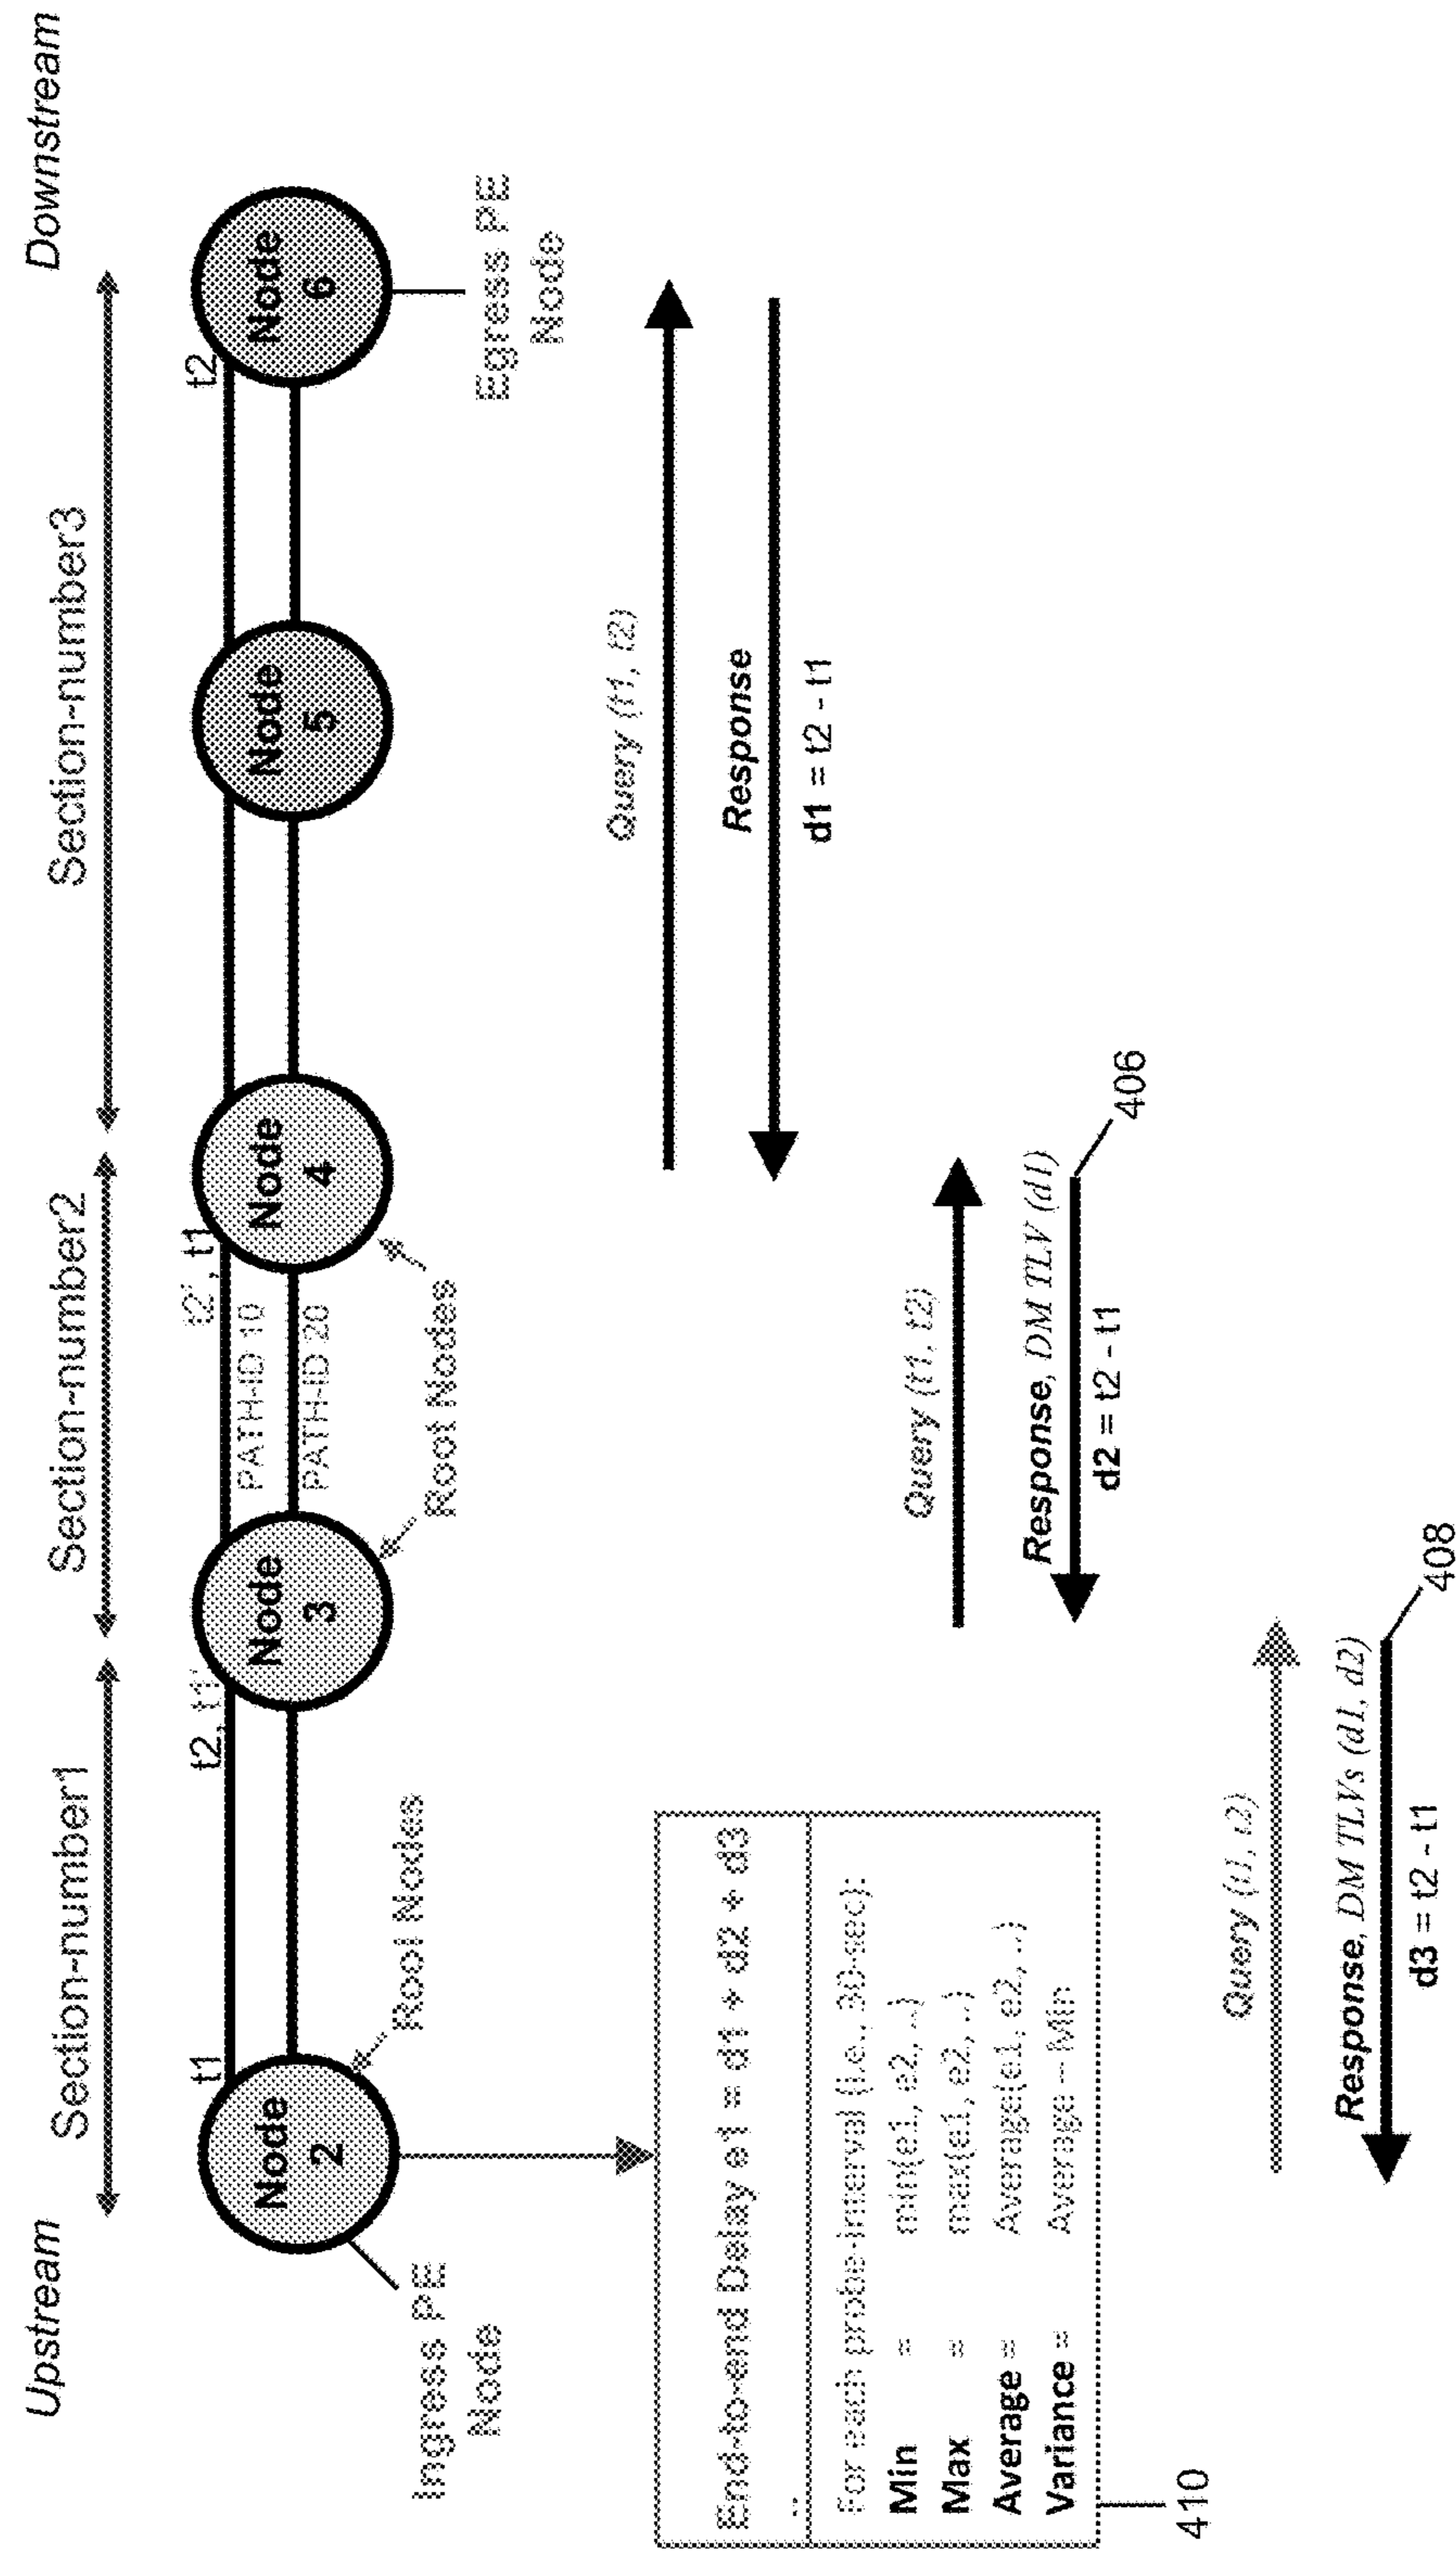 Upstream
Downstream
Section-number1
Section-number2
Section-number3
t1
t2, t1'
t2', t1
t2
PATH-ID 10
PATH-ID 20
Node
2
Node
3
Node
4
Node
5
Node
6
Ingress PE
Node
Root Nodes
Root Nodes
Egress PE
Node
Query (t1, t2)
Response
d1 = t2 - t1
Query (t1, t2)
Response, DM TLV (d1)
d2 = t2 - t1
406
Query (t1, t2)
Response, DM TLVs (d1, d2)
d3 = t2 - t1
408
End-to-end Delay e1 = d1 + d2 + d3
..
For each probe-interval (i.e., 30-sec):
Min = min(e1, e2, ..)
Max = max(e1, e2, ..)
Average = Average(e1, e2, ..)
Variance = Average – Min
410